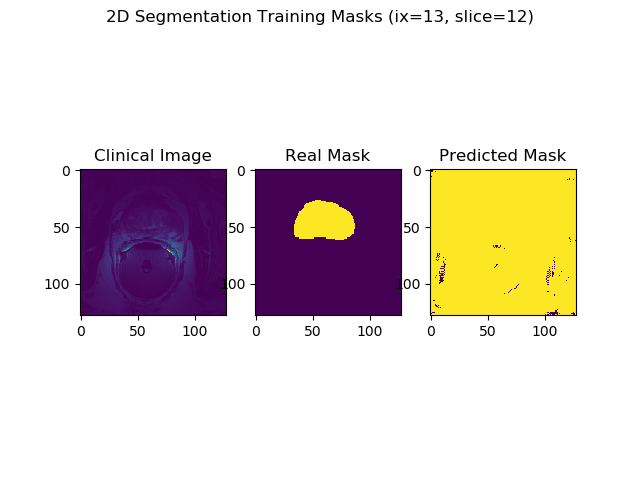 2D Segmentation Training Masks (ix=13, slice=12)
Clinical Image Real Mask Predicted Mask
0 0 0
50 50 50
100 100 100
0 50 100 0 50 100 0 50 100